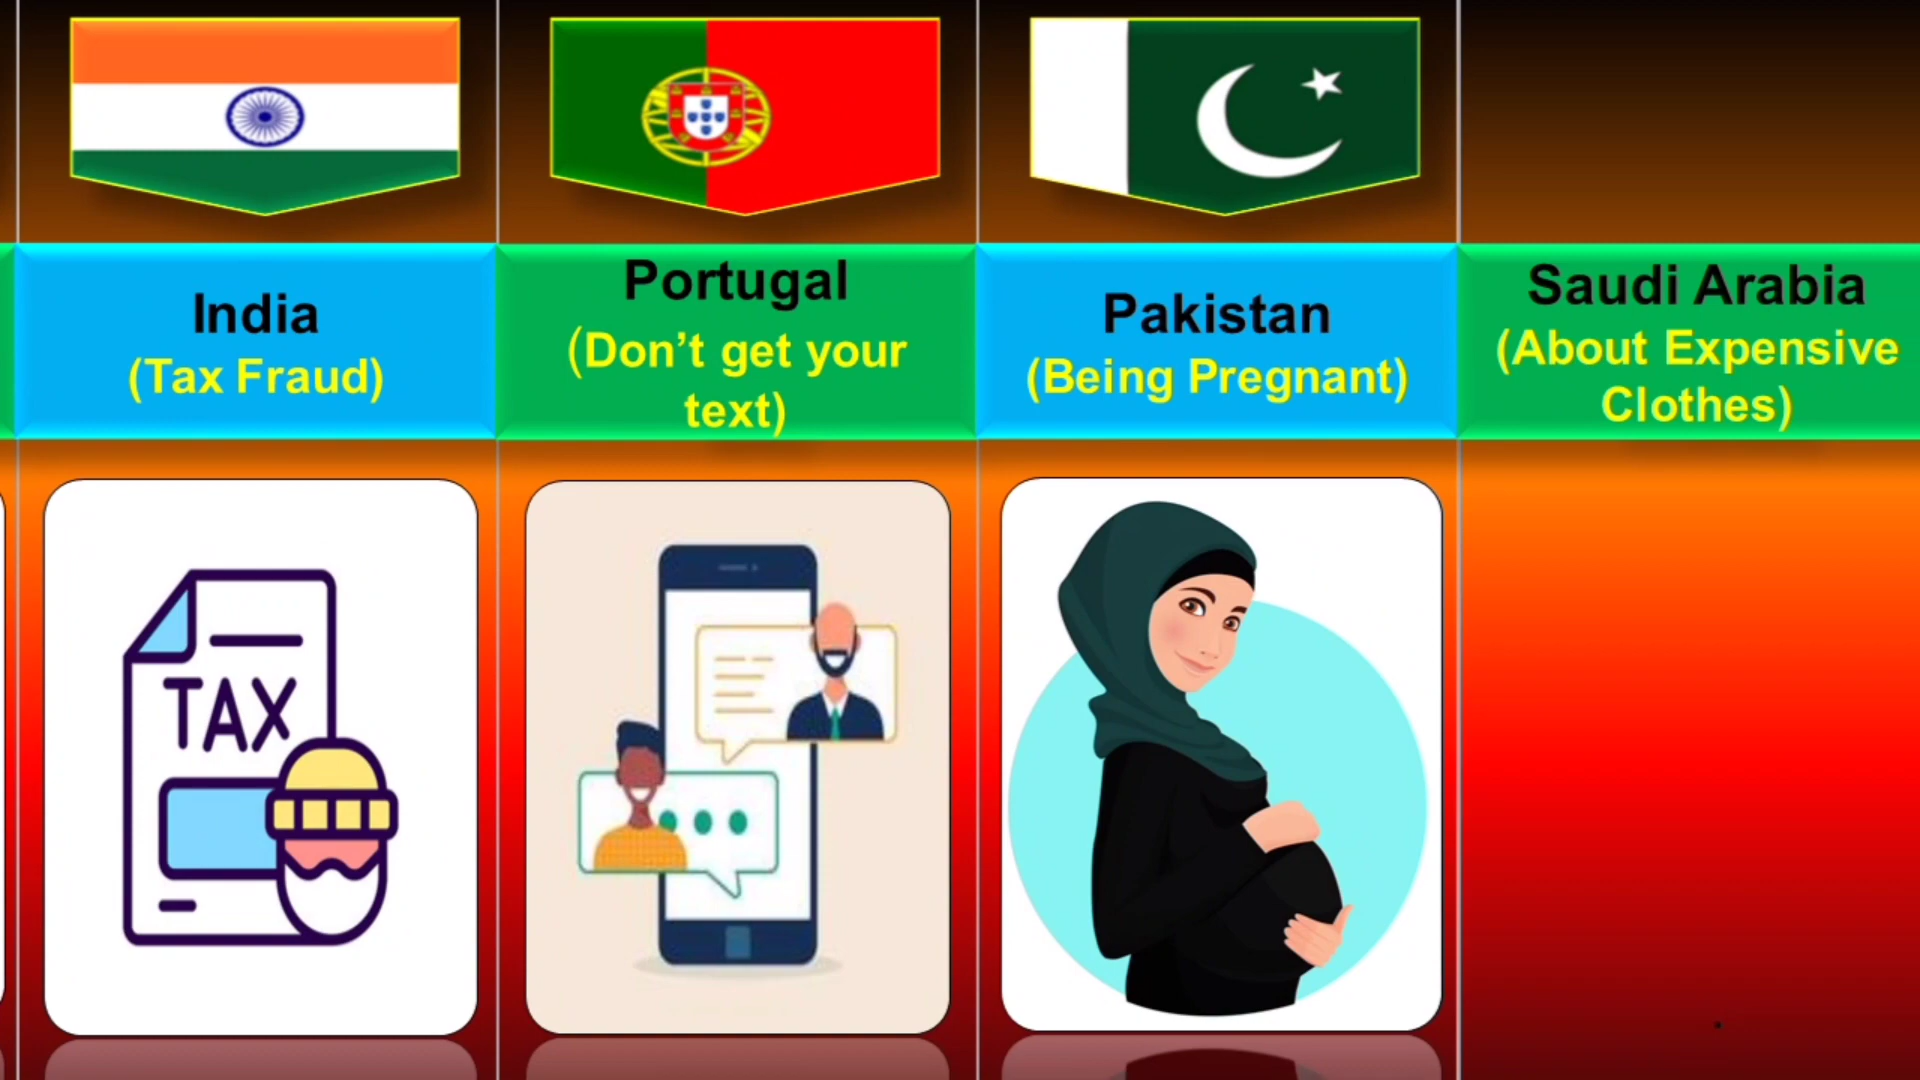 India
(Tax Fraud)
Portugal
(Don’t get your
text)
Pakistan
(Being Pregnant)
Saudi Arabia
(About Expensive
Clothes)
TAX